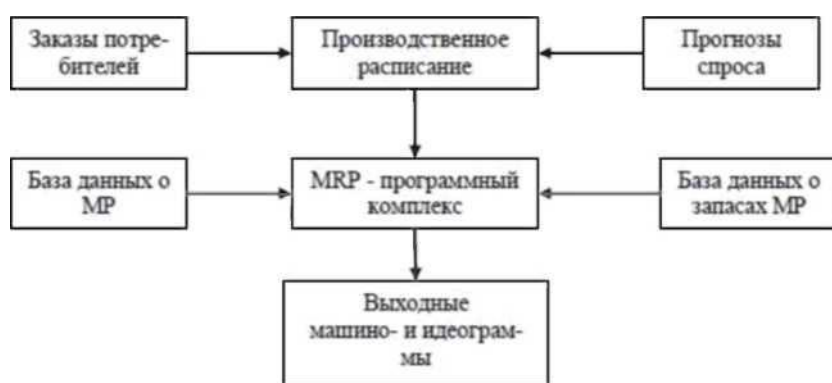 Заказы потре-
бителей
Производственное
расписание
Прогнозы
спроса
База данных о
МР
MRP - программный
комплекс
База данных о
запасах МР
Выходные
машино- и идеограм-
мы